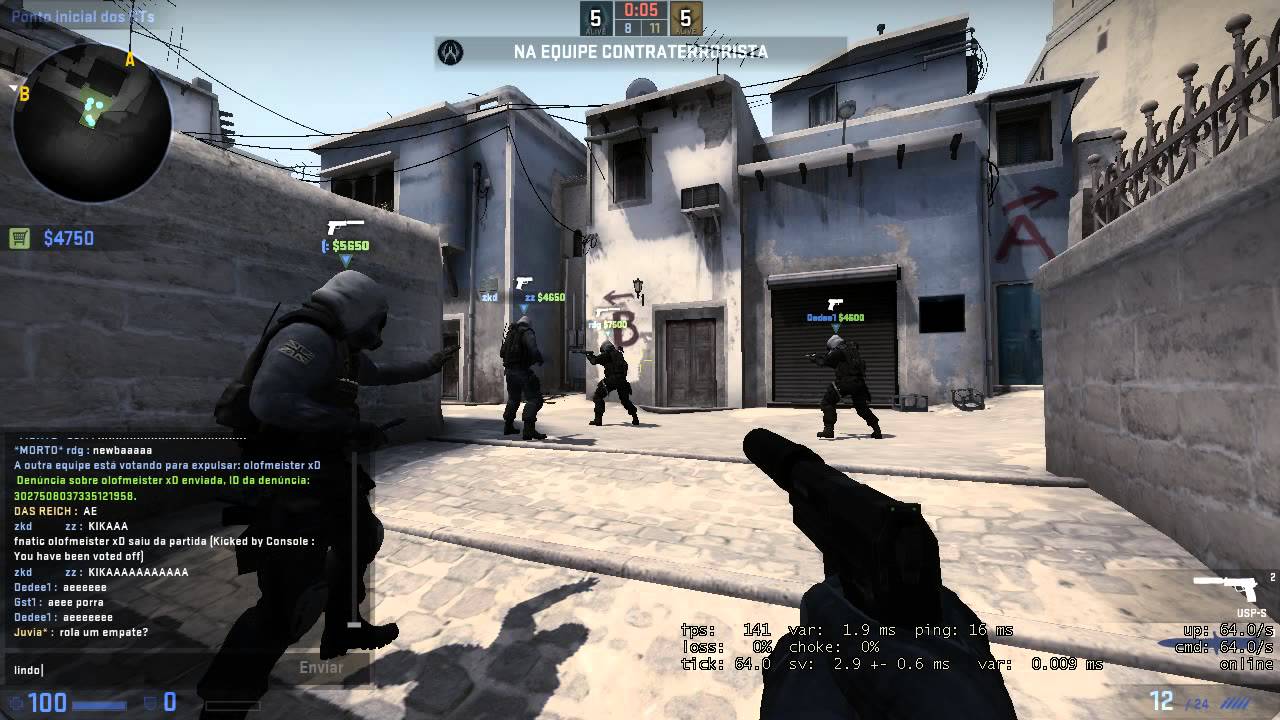 Ponto inicial dos CTs
5
0:05
5
ALIVE
8
11
ALIVE
NA EQUIPE CONTRATERRORISTA
A
B
$4750
(: $5650
zkd zz $4650
rdg $7600
Dedee1 $4600
A
B
*MORTO* rdg : newbaaaaa
A outra equipe está votando para expulsar: olofmeister xD
Denúncia sobre olofmeister xD enviada, ID da denúncia:
3027508037335121958.
DAS REICH : AE
zkd zz : KIKAAA
fnatic olofmeister xD saiu da partida (Kicked by Console :
You have been voted off)
zkd zz : KIKAAAAAAAAAAA
Dedee1 : aeeeeee
Gst1 : aeee porra
Dedee1 : aeeeeeee
Juvia* : rola um empate?
lindo
Enviar
2
USP-S
fps: 141 var: 1.9 ms ping: 16 ms
loss: 0% choke: 0%
tick: 64.0 sv: 2.9 +- 0.6 ms var: 0.009 ms
up: 64.0/s
cmd: 64.0/s
online
100
0
12 / 24